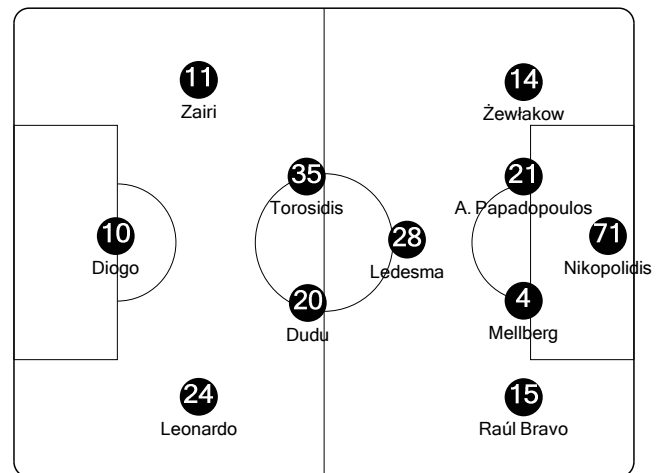 11
Zairi
14
Żewłakow
35
Torosidis
21
A. Papadopoulos
10
Diogo
28
Ledesma
71
Nikopolidis
20
Dudu
4
Mellberg
24
Leonardo
15
Raúl Bravo